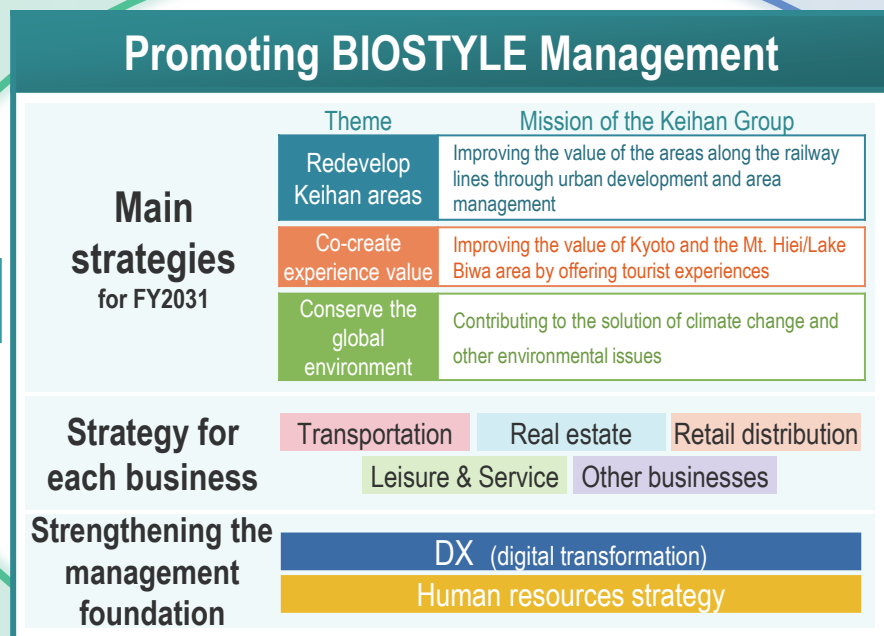 Promoting BIOSTYLE Management
Theme
Mission of the Keihan Group
Main
strategies
for FY2031
Redevelop
Keihan areas
Improving the value of the areas along the railway
lines through urban development and area
management
Co-create
experience value
Improving the value of Kyoto and the Mt. Hiei/Lake
Biwa area by offering tourist experiences
Conserve the
global
environment
Contributing to the solution of climate change and
other environmental issues
Strategy for
each business
Transportation
Real estate
Retail distribution
Leisure & Service
Other businesses
Strengthening the
management
foundation
DX (digital transformation)
Human resources strategy